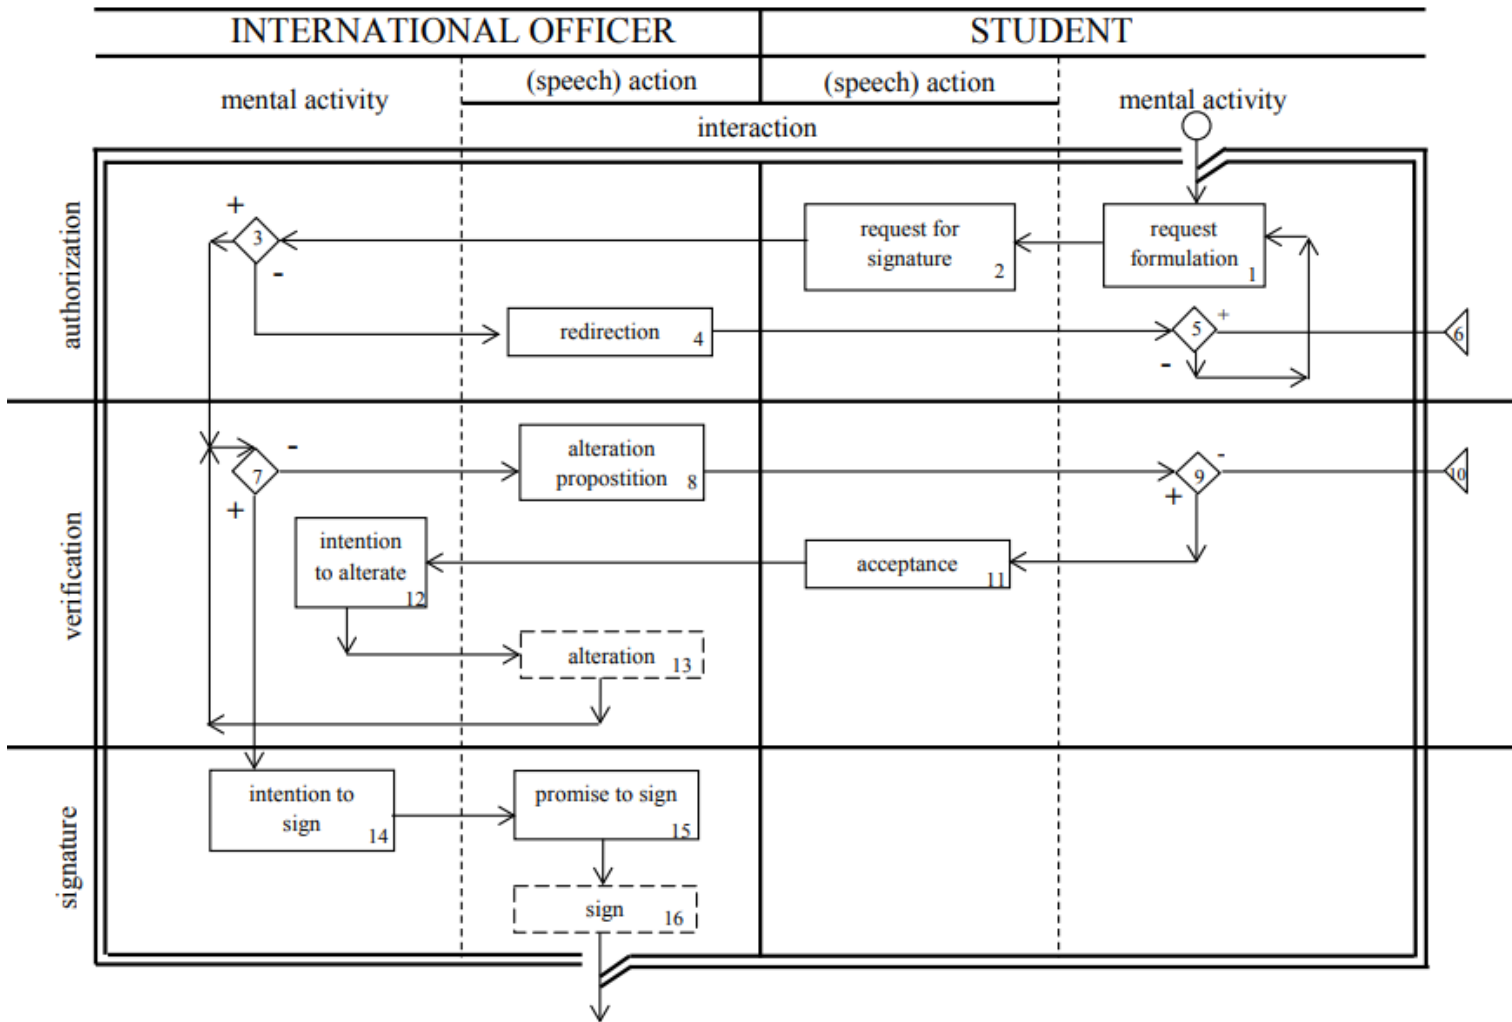 INTERNATIONAL OFFICER
STUDENT
mental activity
(speech) action
(speech) action
mental activity
interaction
authorization
+
3
-
request for
signature
2
request
formulation
1
redirection
4
5
+
-
6
verification
7
-
+
alteration
propostition
8
9
-
+
10
intention
to alterate
12
acceptance
11
alteration
13
signature
intention to
sign
14
promise to sign
15
sign
16